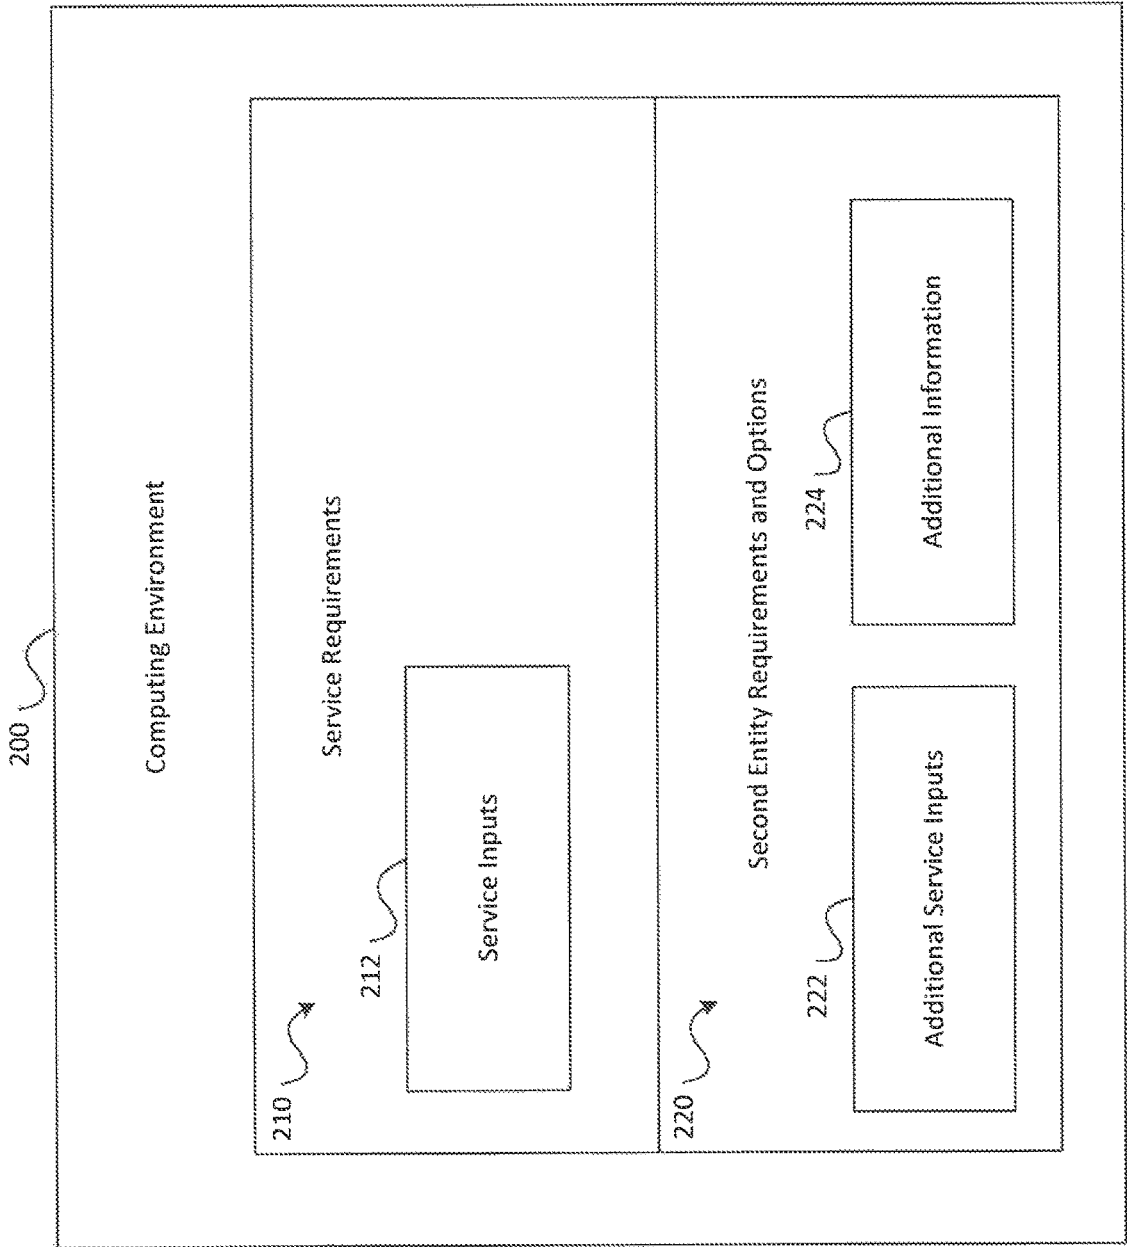 200
Computing Environment
210
Service Requirements
212
Service Inputs
220
Second Entity Requirements and Options
222
Additional Service Inputs
224
Additional Information